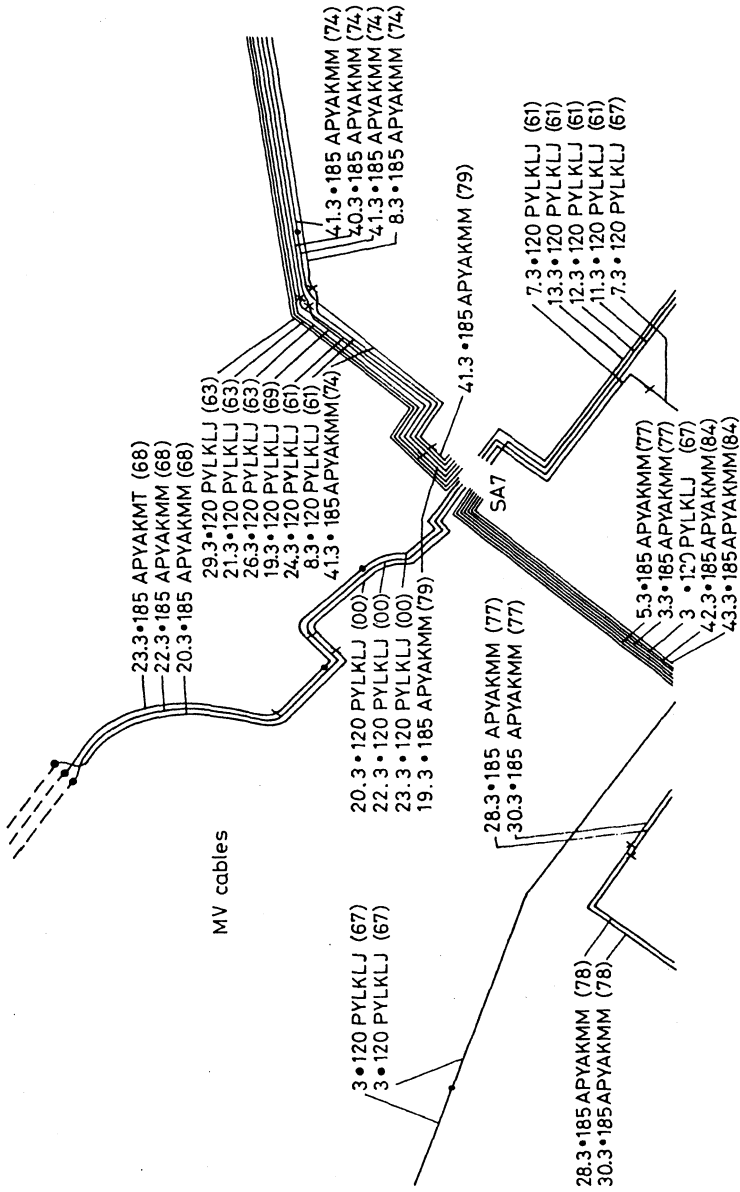 23.3•185 APYAKMT (68)
22.3•185 APYAKMM (68)
20.3•185 APYAKMM (68)
29.3•120 PYLKLJ (63)
21.3•120 PYLKLJ (63)
26.3•120 PYLKLJ (63)
19.3•120 PYLKLJ (69)
24.3•120 PYLKLJ (61)
8.3•120 PYLKLJ (61)
41.3•185 APYAKMM (74)
41.3•185 APYAKMM (74)
40.3•185 APYAKMM (74)
41.3•185 APYAKMM (74)
8.3•185 APYAKMM (74)
MV cables
20.3•120 PYLKLJ (00)
22.3•120 PYLKLJ (00)
23.3•120 PYLKLJ (00)
19.3•185 APYAKMM (79)
41.3•185 APYAKMM (79)
SA7
7.3•120 PYLKLJ (61)
13.3•120 PYLKLJ (61)
12.3•120 PYLKLJ (61)
11.3•120 PYLKLJ (61)
7.3•120 PYLKLJ (67)
3•120 PYLKLJ (67)
3•120 PYLKLJ (67)
28.3•185 APYAKMM (77)
30.3•185 APYAKMM (77)
5.3•185 APYAKMM (77)
3.3•185 APYAKMM (77)
3•120 PYLKLJ (67)
42.3•185 APYAKMM (84)
43.3•185 APYAKMM (84)
28.3•185 APYAKMM (78)
30.3•185 APYAKMM (78)